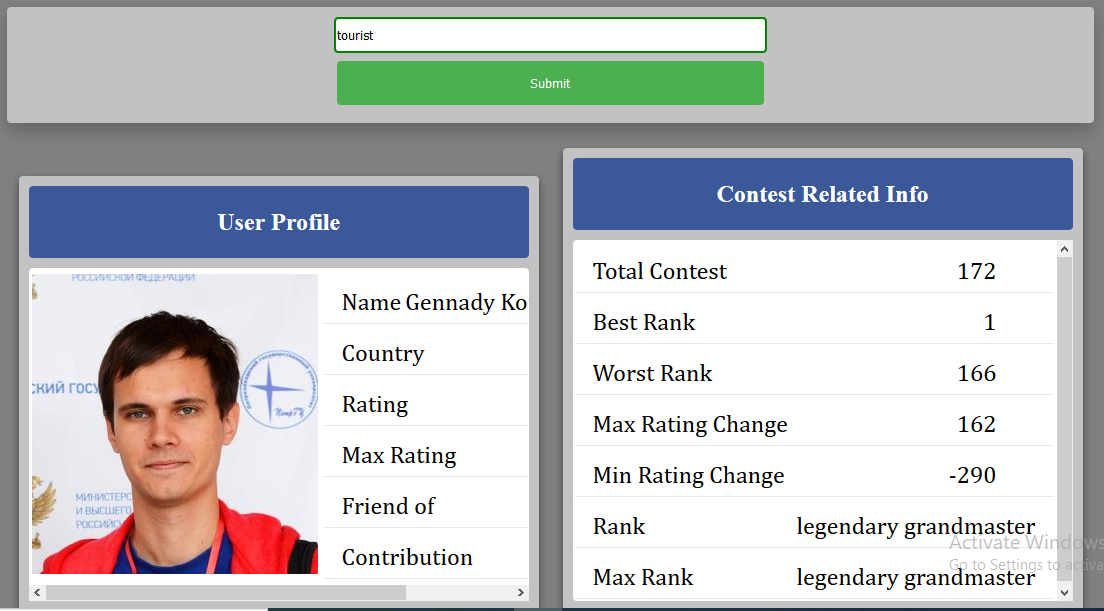 tourist
Submit
User Profile
РОССИЙСКОЙ ФЕДЕРАЦИИ
СКИЙ ГОСУ
МИНИСТЕРС
И ВЫСШЕГО
РОССИЙС
ПетрГУ
Name Gennady Ko
Country
Rating
Max Rating
Friend of
Contribution
Contest Related Info
Total Contest 172
Best Rank 1
Worst Rank 166
Max Rating Change 162
Min Rating Change -290
Rank legendary grandmaster
Max Rank legendary grandmaster
Activate Windows
Go to Settings to activa